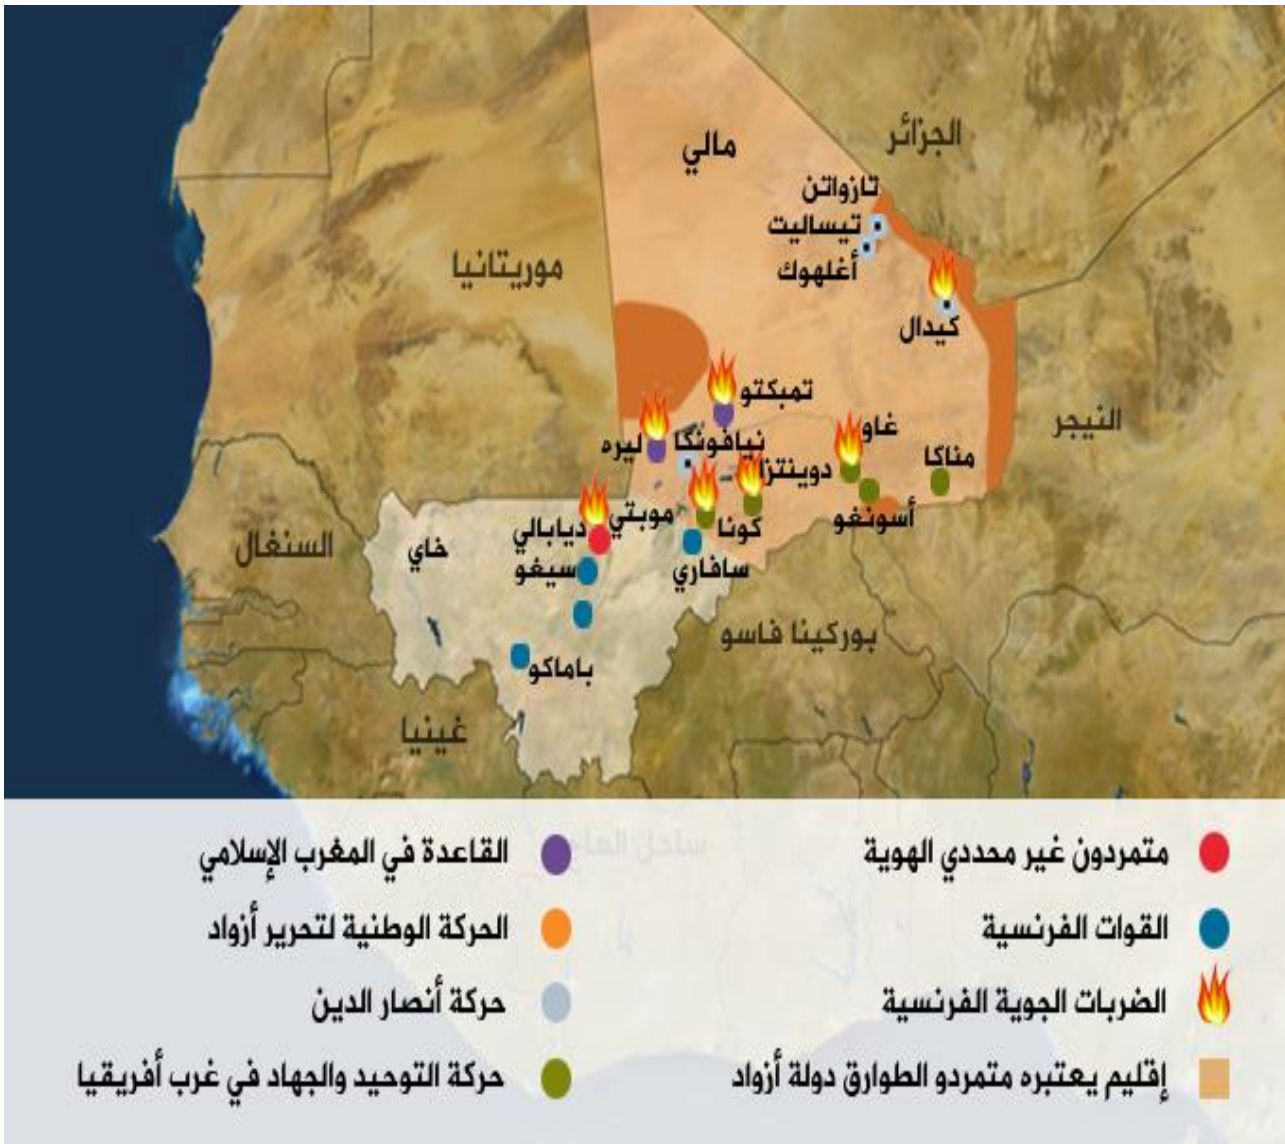 مالي
الجزائر
تازواتن
تيساليت
أغلهوك
موريتانيا
كيدال
تمبكتو
النيجر
غاو
ليره
نيافونكا
مناكا
دوينتزا
أسونغو
موبتي
كونا
ديابالي
السنغال
خاي
سيغو
سافاري
بوركينا فاسو
باماكو
غينيا
ساحل العاج
متمردون غير محددي الهوية
القوات الفرنسية
الضربات الجوية الفرنسية
إقليم يعتبره متمردو الطوارق دولة أزواد
القاعدة في المغرب الإسلامي
الحركة الوطنية لتحرير أزواد
حركة أنصار الدين
حركة التوحيد والجهاد في غرب أفريقيا